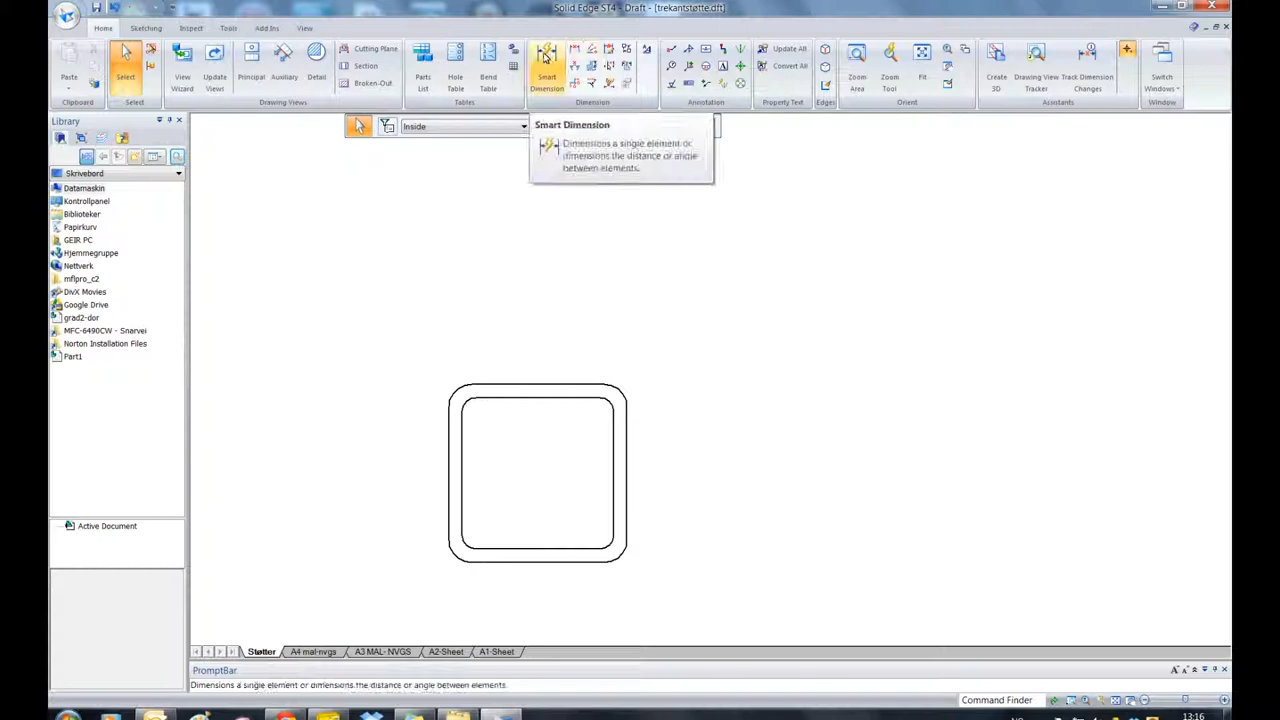 Solid Edge ST4 - Draft - [trekantstøtte.dft]
Home Sketching Inspect Tools Add Ins View
Paste
Clipboard
Select
Select
View Wizard
Update Views
Principal
Auxiliary
Detail
Cutting Plane
Section
Broken-Out
Drawing Views
Parts List
Hole Table
Bend Table
Tables
Smart Dimension
Dimension
Annotation
Update All
Convert All
Property Text
Edges
Zoom Area
Zoom Tool
Fit
Orient
Create 3D
Drawing View Tracker
Track Dimension Changes
Assistants
Switch Windows
Window
Library
Inside
Smart Dimension
Dimensions a single element or
dimensions the distance or angle
between elements.
Skrivebord
Datamaskin
Kontrollpanel
Biblioteker
Papirkurv
GEIR PC
Hjemmegruppe
Nettverk
mflpro_c2
DivX Movies
Google Drive
grad2-dor
MFC-6490CW - Snarvei
Norton Installation Files
Part1
Active Document
Støtter A4 mal-nvgs A3 MAL- NVGS A2-Sheet A1-Sheet
PromptBar
Dimensions a single element or dimensions the distance or angle between elements.
Command Finder
NO
13:16